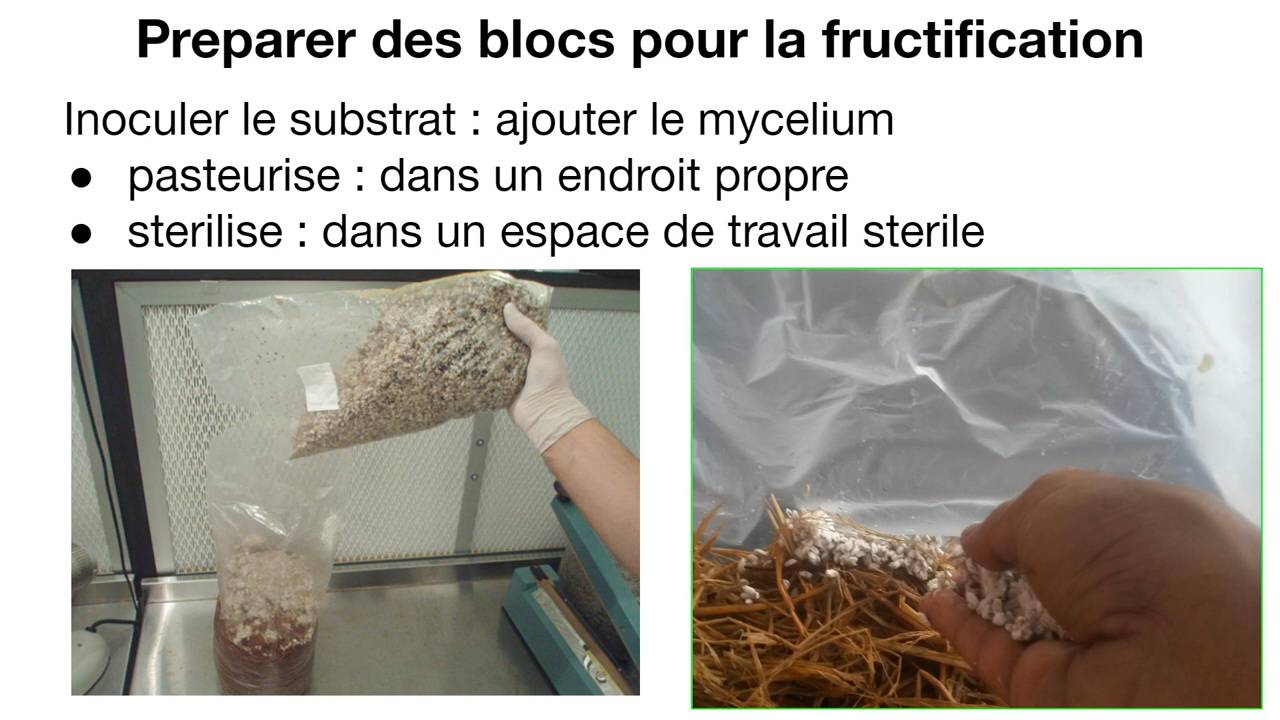 Preparer des blocs pour la fructification
Inoculer le substrat : ajouter le mycelium
● pasteurise : dans un endroit propre
● sterilise : dans un espace de travail sterile